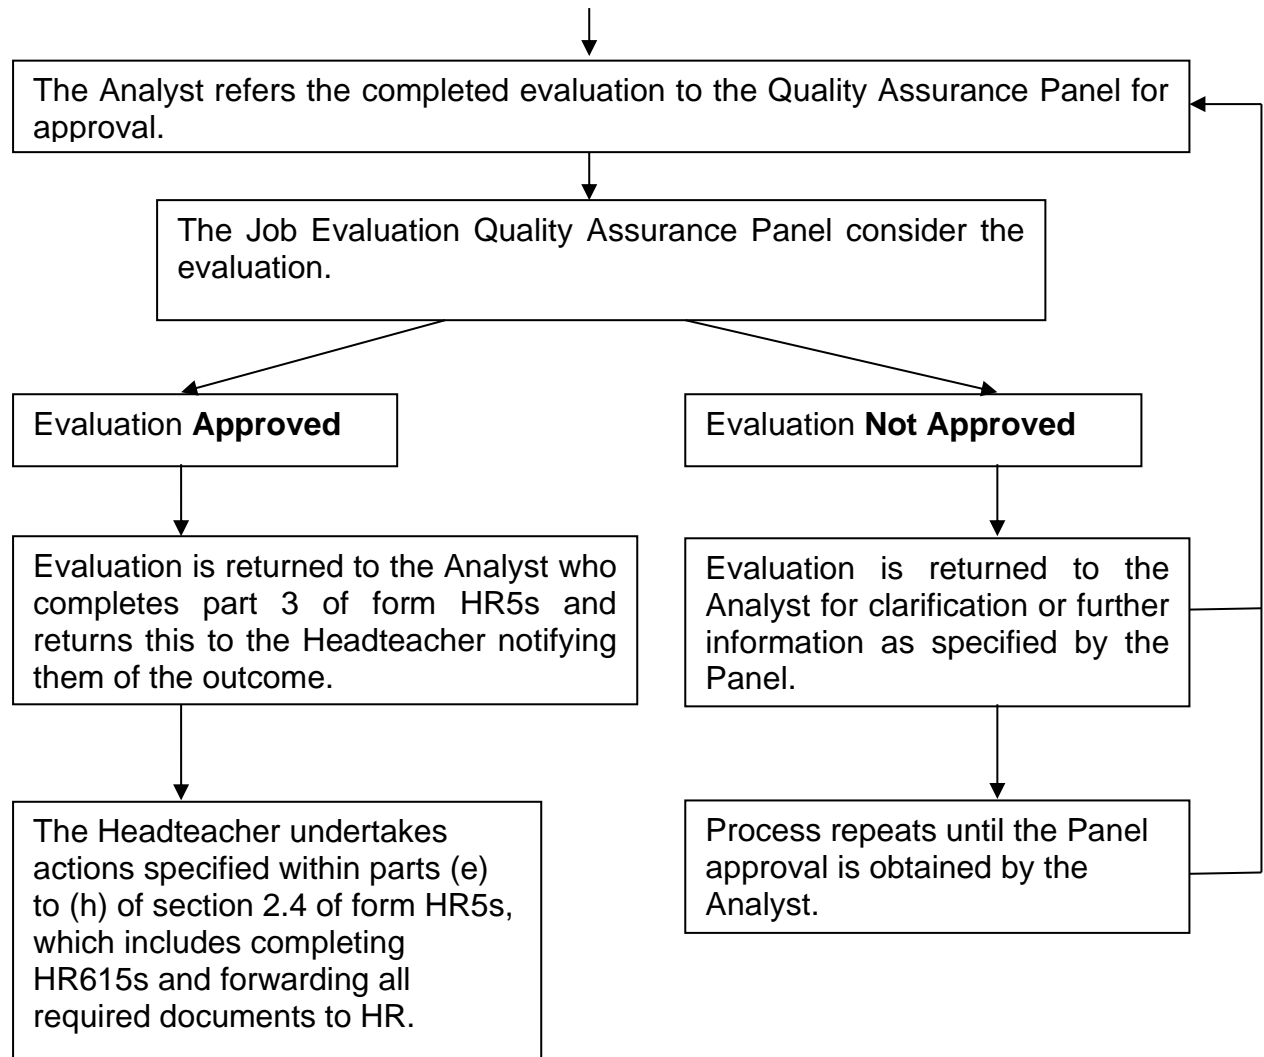 The Analyst refers the completed evaluation to the Quality Assurance Panel for
approval.
The Job Evaluation Quality Assurance Panel consider the
evaluation.
Evaluation Approved
Evaluation Not Approved
Evaluation is returned to the Analyst who
completes part 3 of form HR5s and
returns this to the Headteacher notifying
them of the outcome.
Evaluation is returned to the
Analyst for clarification or further
information as specified by the
Panel.
The Headteacher undertakes
actions specified within parts (e)
to (h) of section 2.4 of form HR5s,
which includes completing
HR615s and forwarding all
required documents to HR.
Process repeats until the Panel
approval is obtained by the
Analyst.